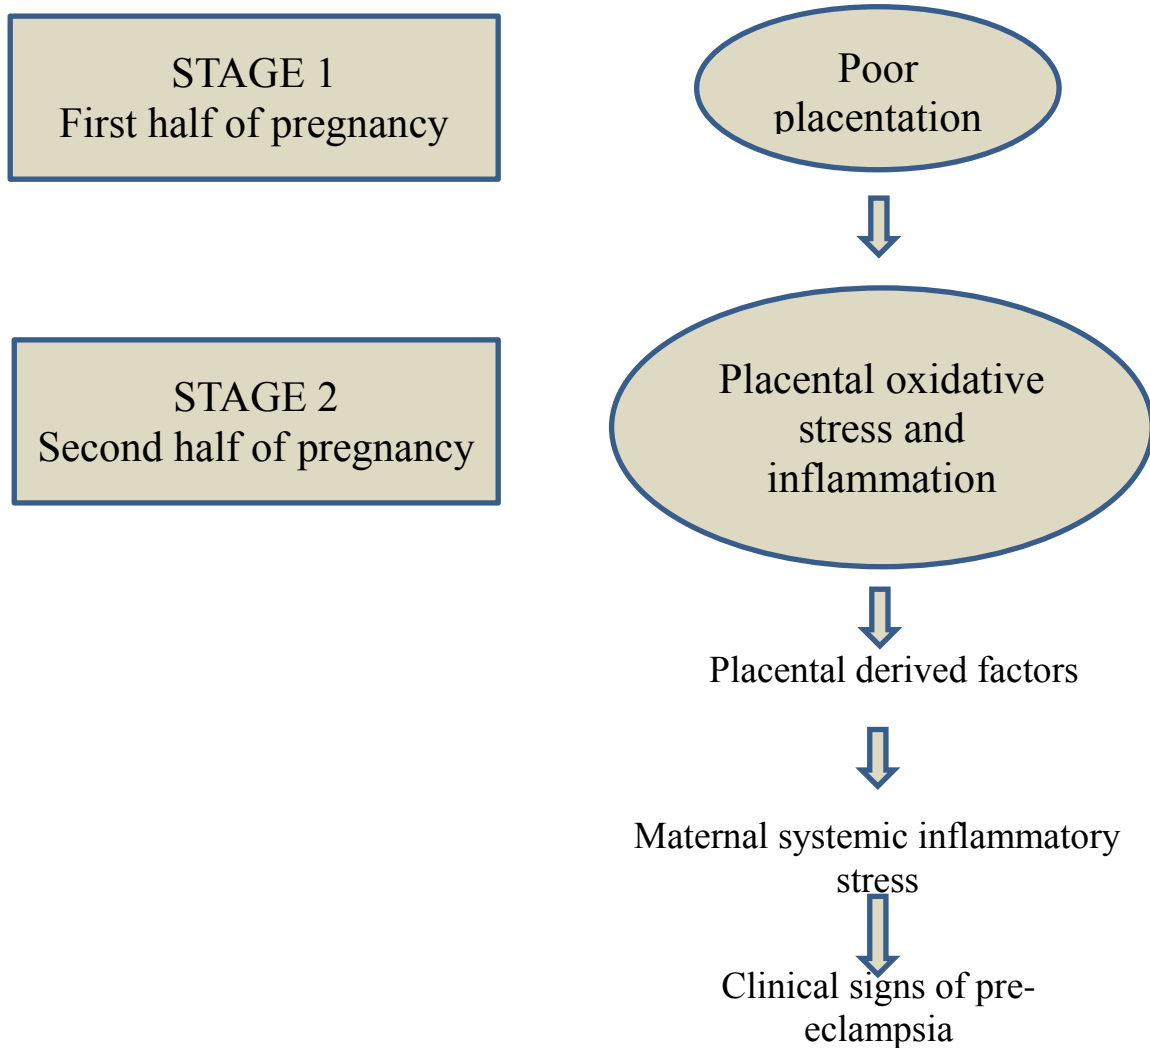 STAGE 1
First half of pregnancy
Poor
placentation
STAGE 2
Second half of pregnancy
Placental oxidative
stress and
inflammation
Placental derived factors
Maternal systemic inflammatory
stress
Clinical signs of pre-
eclampsia